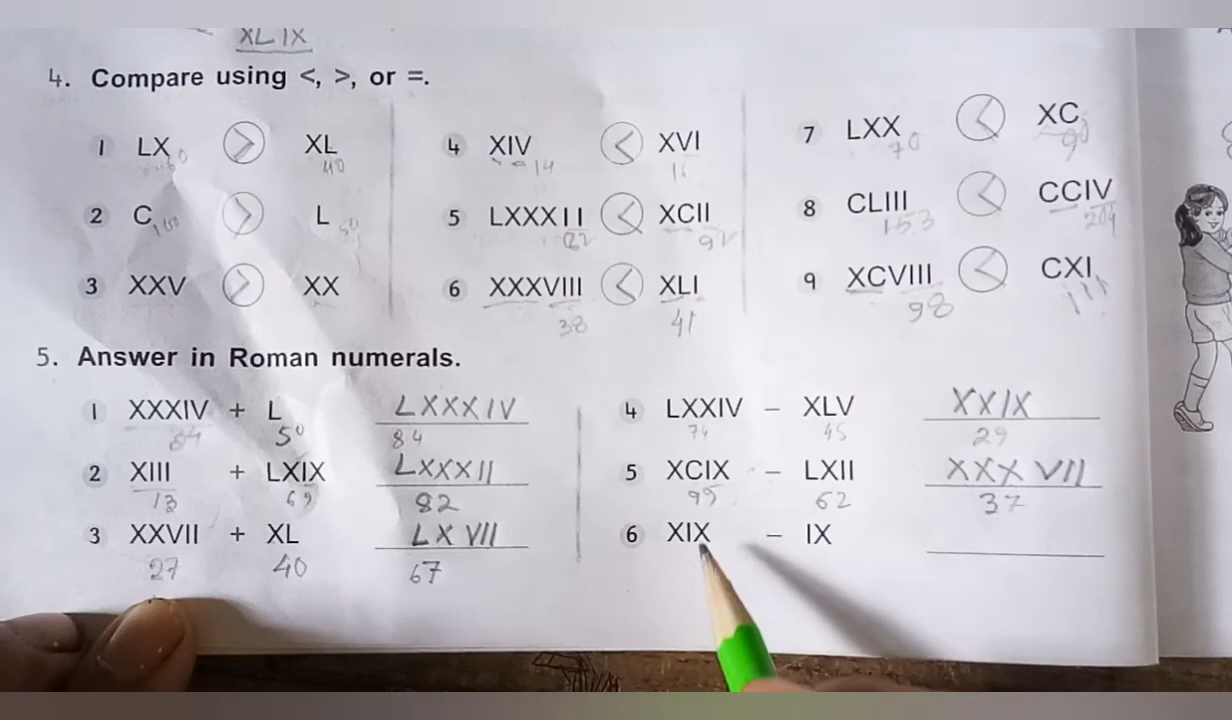 XLIX
4. Compare using <, >, or =.
1 LX > XL
60 40
2 C > L
100 50
3 XXV > XX
4 XIV < XVI
14
5 LXXXII < XCII
82 92
6 XXXVIII < XLI
38 41
7 LXX < XC
70 90
8 CLIII < CCIV
153 204
9 XCVIII < CXI
98 111
5. Answer in Roman numerals.
1 XXXIV + L LXXXIV
50 84
2 XIII + LXIX LXXXII
13 69 82
3 XXVII + XL LXVII
27 40 67
4 LXXIV – XLV XXIX
74 45 29
5 XCIX – LXII XXXVII
99 62 37
6 XIX – IX